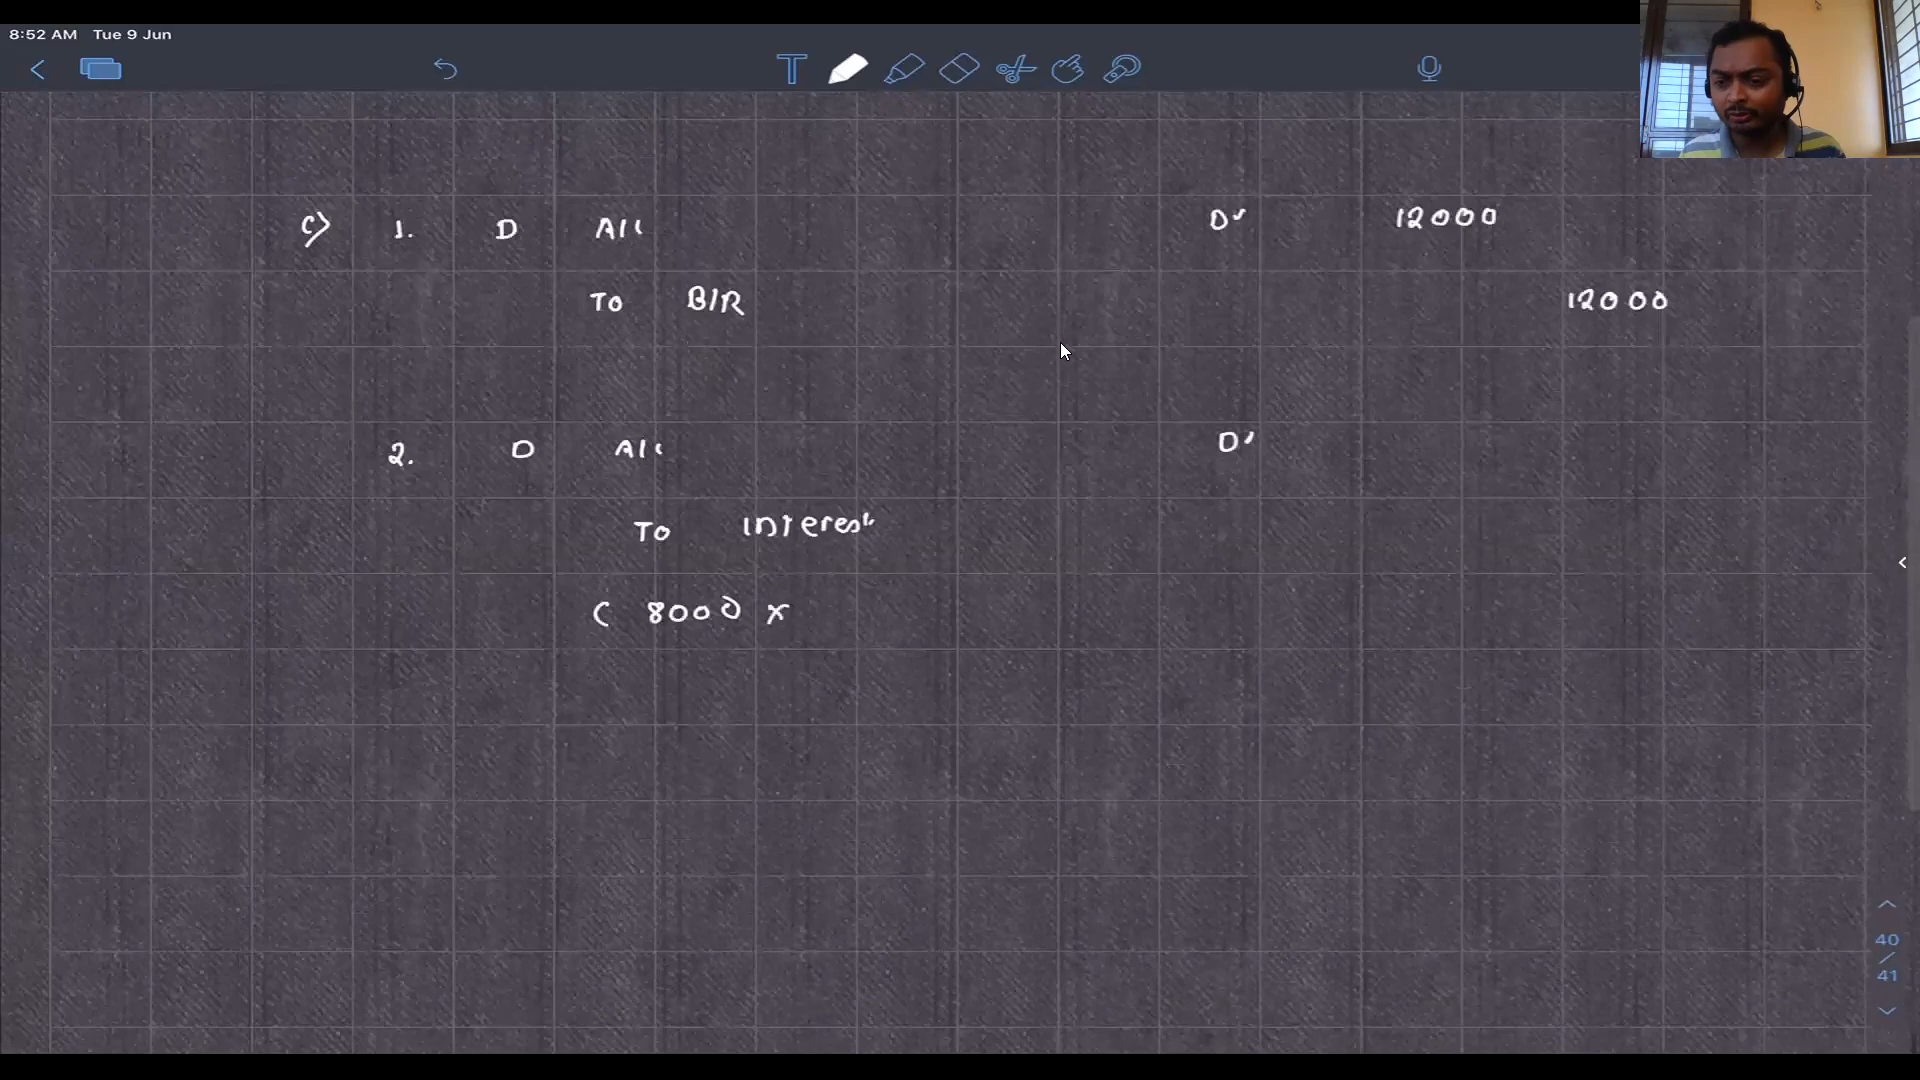 8:52 AM Tue 9 Jun
T
C) 1. D A/c Dr 12000
To B/R 12000
2. D A/c Dr
To Interest
( 8000 x
40
/
41